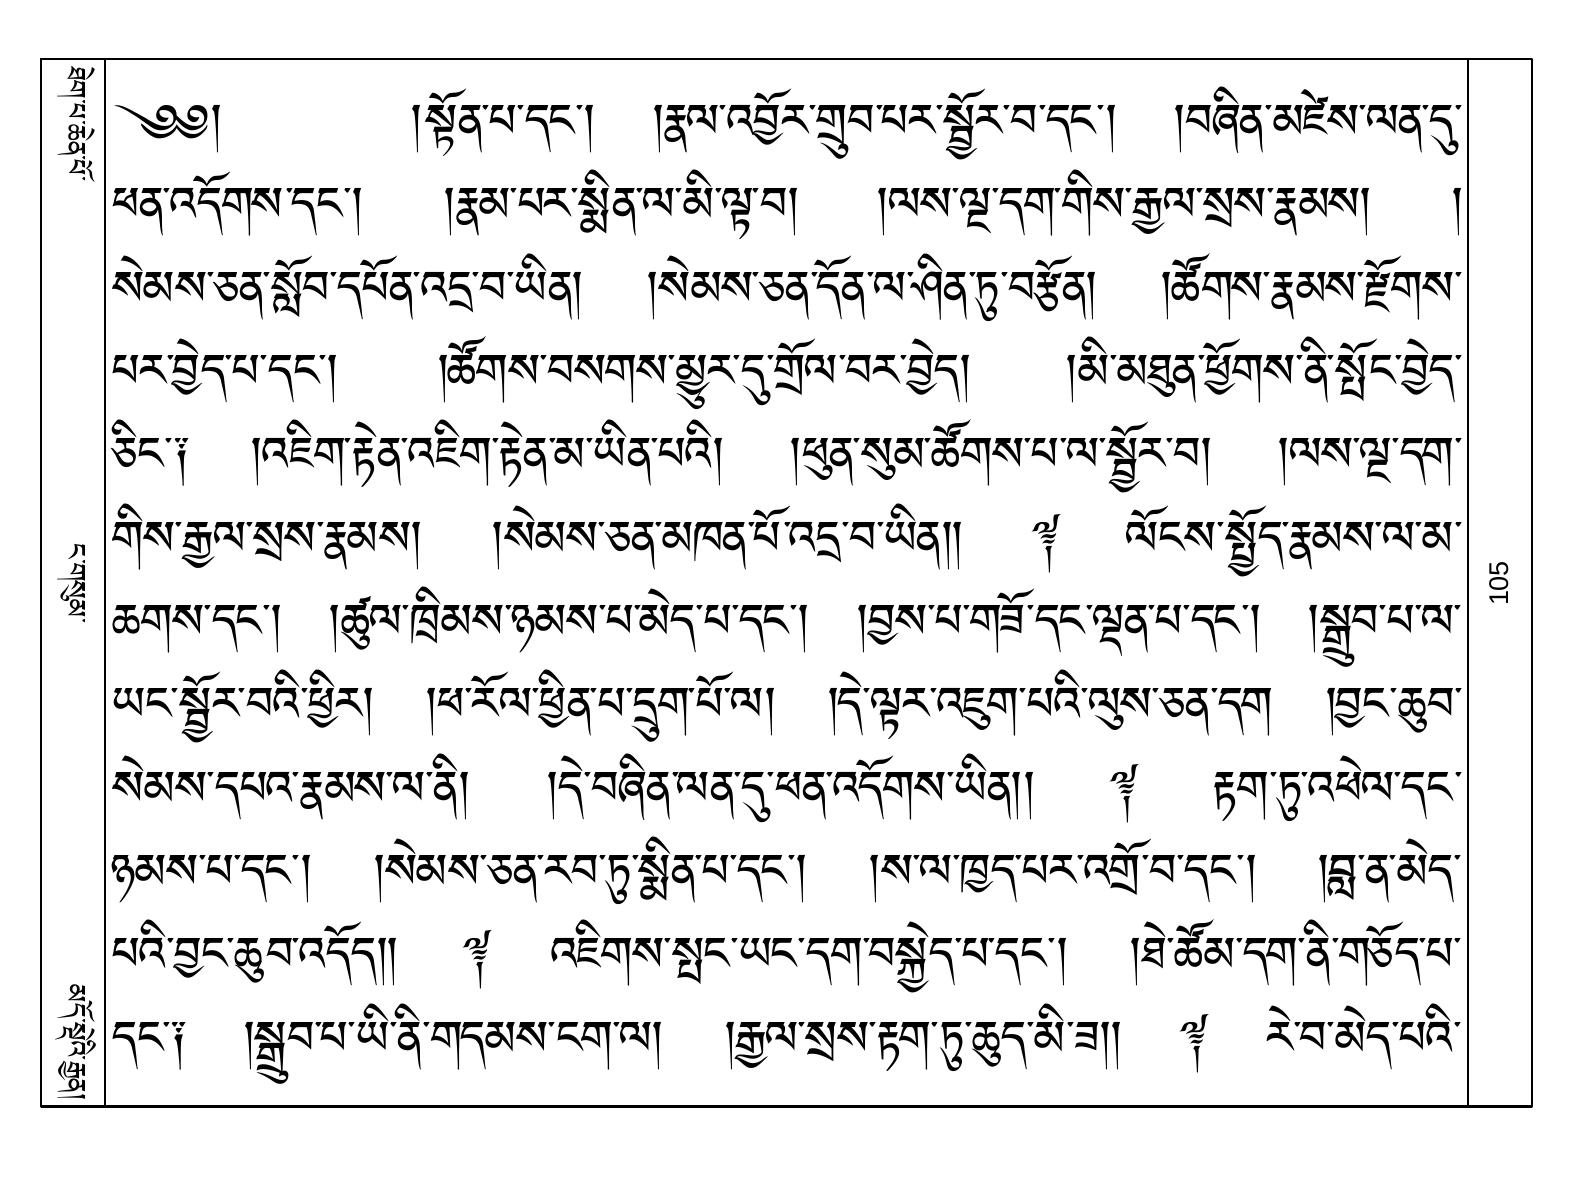 ༄༅། །སྟོན་པ་དང་། །རྣལ་འབྱོར་གྲུབ་པར་སྦྱོར་བ་དང་། །བཞིན་མཛེས་ལན་དུ་
ཕན་འདོགས་དང་། །རྣམ་པར་སྨིན་ལ་མི་ལྟ་བ། །ལས་ལྔ་དག་གིས་རྒྱལ་སྲས་རྣམས། །
སེམས་ཅན་སློབ་དཔོན་འདྲ་བ་ཡིན། །སེམས་ཅན་དོན་ལ་ཤིན་ཏུ་བརྩོན། །ཚོགས་རྣམས་རྫོགས་
པར་བྱེད་པ་དང་། །ཚོགས་བསགས་མྱུར་དུ་གྲོལ་བར་བྱེད། །མི་མཐུན་ཕྱོགས་ནི་སྤོང་བྱེད་
ཅིང་༑ །འཇིག་རྟེན་འཇིག་རྟེན་མ་ཡིན་པའི། །ཕུན་སུམ་ཚོགས་པ་ལ་སྦྱོར་བ། །ལས་ལྔ་དག་
གིས་རྒྱལ་སྲས་རྣམས། །སེམས་ཅན་མཁན་པོ་འདྲ་བ་ཡིན།། ༈ ལོངས་སྤྱོད་རྣམས་ལ་མ་
ཆགས་དང་། །ཚུལ་ཁྲིམས་ཉམས་པ་མེད་པ་དང་། །བྱས་པ་གཟོ་དང་ལྡན་པ་དང་། །སྒྲུབ་པ་ལ་
ཡང་སྦྱོར་བའི་ཕྱིར། །ཕ་རོལ་ཕྱིན་པ་དྲུག་པོ་ལ། །དེ་ལྟར་འཇུག་པའི་ལུས་ཅན་དག །བྱང་ཆུབ་
སེམས་དཔའ་རྣམས་ལ་ནི། །དེ་བཞིན་ལན་དུ་ཕན་འདོགས་ཡིན།། ༈ རྟག་ཏུ་འཕེལ་དང་
ཉམས་པ་དང་། །སེམས་ཅན་རབ་ཏུ་སྨིན་པ་དང་། །ས་ལ་ཁྱད་པར་འགྲོ་བ་དང་། །བླ་ན་མེད་
པའི་བྱང་ཆུབ་འདོད།། ༈ འཇིགས་སྤང་ཡང་དག་བསྐྱེད་པ་དང་། །ཐེ་ཚོམ་དག་ནི་གཅོད་པ་
དང་༑ །སྒྲུབ་པ་ཡི་ནི་གདམས་ངག་ལ། །རྒྱལ་སྲས་རྟག་ཏུ་ཆུད་མི་ཟ།། ༈ རེ་བ་མེད་པའི་
ཐེག་པ་ཆེན་པོ་
ང་གསུམ་
མདོ་སྡེའི་རྒྱན།
105